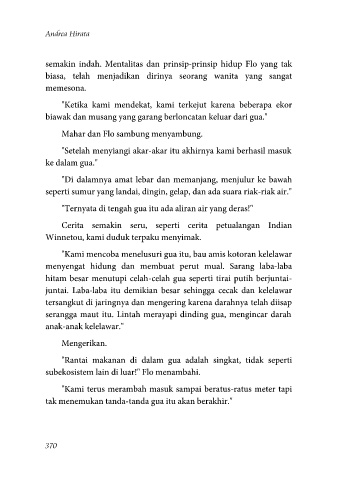 Andrea Hirata
semakin indah. Mentalitas dan prinsip-prinsip hidup Flo yang tak
biasa, telah menjadikan dirinya seorang wanita yang sangat
memesona.
"Ketika kami mendekat, kami terkejut karena beberapa ekor
biawak dan musang yang garang berloncatan keluar dari gua."
Mahar dan Flo sambung menyambung.
"Setelah menyiangi akar-akar itu akhirnya kami berhasil masuk
ke dalam gua."
"Di dalamnya amat lebar dan memanjang, menjulur ke bawah
seperti sumur yang landai, dingin, gelap, dan ada suara riak-riak air."
"Ternyata di tengah gua itu ada aliran air yang deras!"
Cerita semakin seru, seperti cerita petualangan Indian
Winnetou, kami duduk terpaku menyimak.
"Kami mencoba menelusuri gua itu, bau amis kotoran kelelawar
menyengat hidung dan membuat perut mual. Sarang laba-laba
hitam besar menutupi celah-celah gua seperti tirai putih berjuntai-
juntai. Laba-laba itu demikian besar sehingga cecak dan kelelawar
tersangkut di jaringnya dan mengering karena darahnya telah diisap
serangga maut itu. Lintah merayapi dinding gua, mengincar darah
anak-anak kelelawar."
Mengerikan.
"Rantai makanan di dalam gua adalah singkat, tidak seperti
subekosistem lain di luar!" Flo menambahi.
"Kami terus merambah masuk sampai beratus-ratus meter tapi
tak menemukan tanda-tanda gua itu akan berakhir."
370